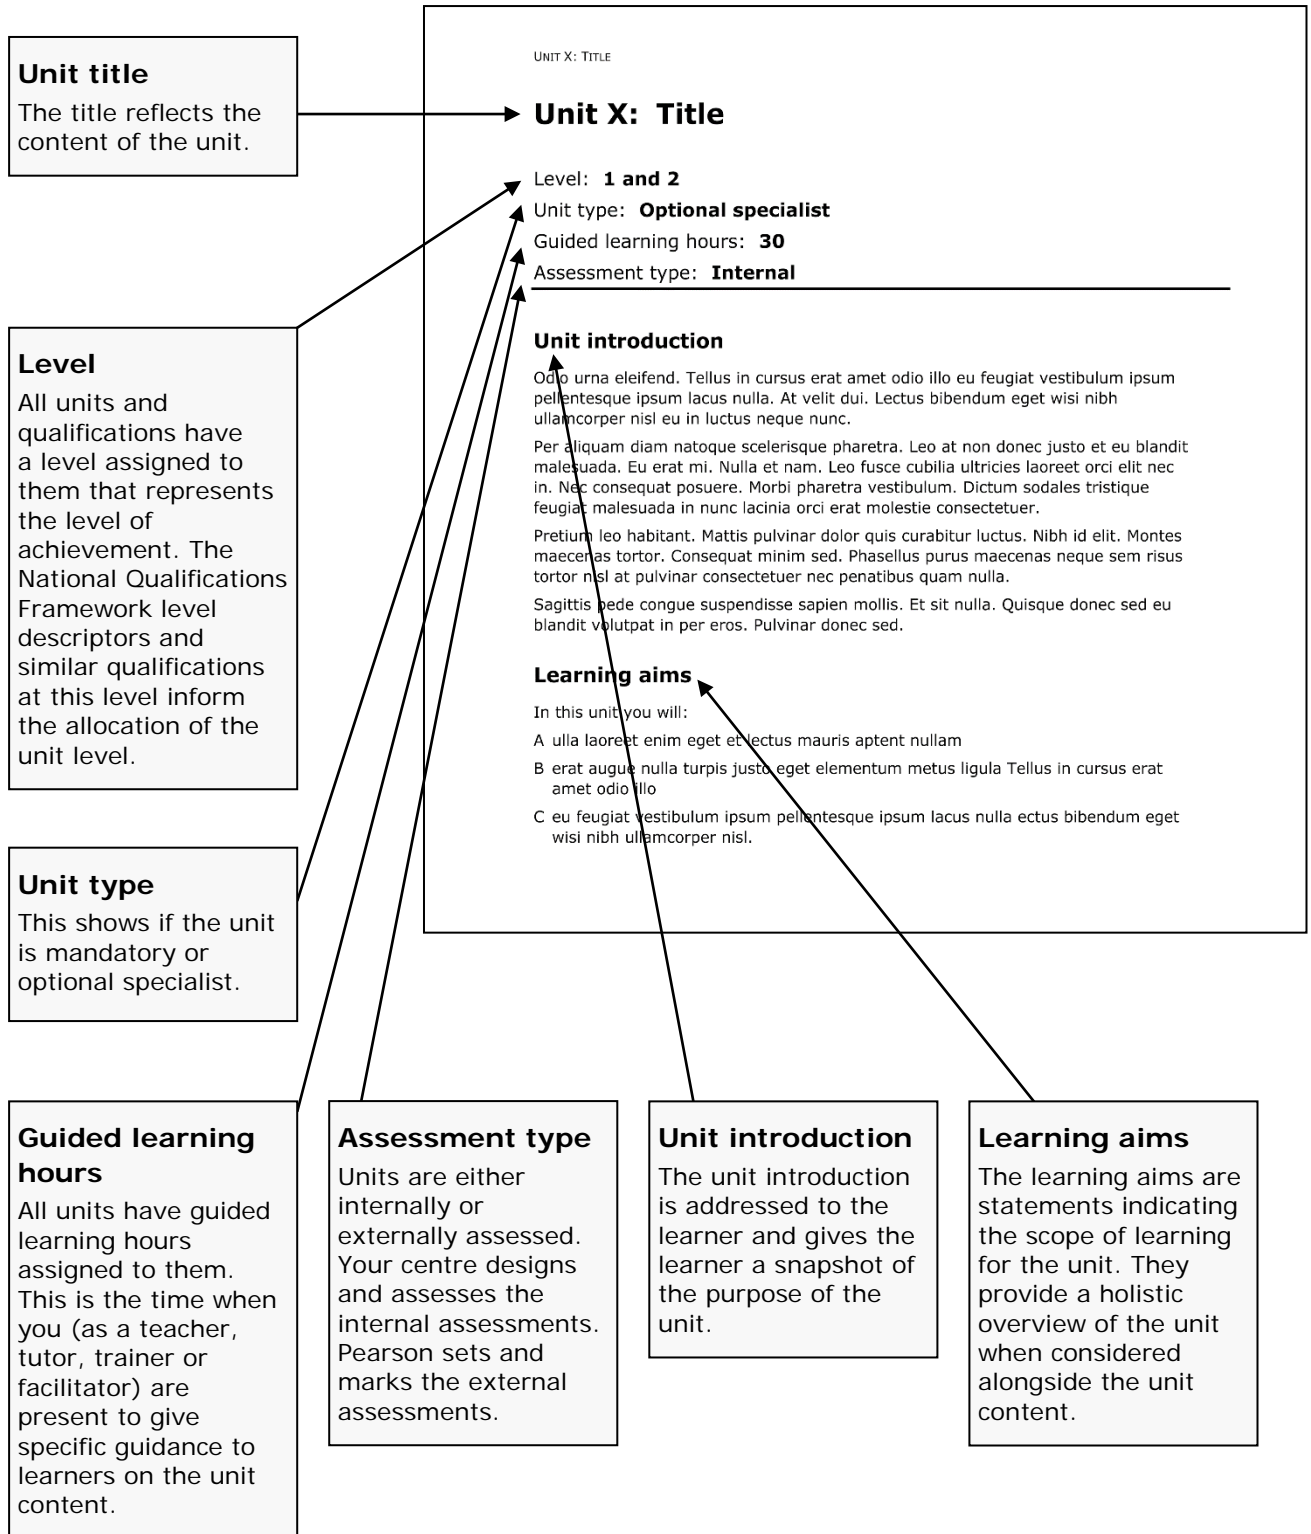 Unit title
The title reflects the
content of the unit.
Level
All units and
qualifications have
a level assigned to
them that represents
the level of
achievement. The
National Qualifications
Framework level
descriptors and
similar qualifications
at this level inform
the allocation of the
unit level.
Unit type
This shows if the unit
is mandatory or
optional specialist.
Guided learning
hours
All units have guided
learning hours
assigned to them.
This is the time when
you (as a teacher,
tutor, trainer or
facilitator) are
present to give
specific guidance to
learners on the unit
content.
UNIT X: TITLE
Unit X: Title
Level: 1 and 2
Unit type: Optional specialist
Guided learning hours: 30
Assessment type: Internal
Unit introduction
Odio urna eleifend. Tellus in cursus erat amet odio illo eu feugiat vestibulum ipsum
pellentesque ipsum lacus nulla. At velit dui. Lectus bibendum eget wisi nibh
ullamcorper nisl eu in luctus neque nunc.
Per aliquam diam natoque scelerisque pharetra. Leo at non donec justo et eu blandit
malesuada. Eu erat mi. Nulla et nam. Leo fusce cubilia ultricies laoreet orci elit nec
in. Nec consequat posuere. Morbi pharetra vestibulum. Dictum sodales tristique
feugiat malesuada in nunc lacinia orci erat molestie consectetuer.
Pretium leo habitant. Mattis pulvinar dolor quis curabitur luctus. Nibh id elit. Montes
maecenas tortor. Consequat minim sed. Phasellus purus maecenas neque sem risus
tortor nisl at pulvinar consectetuer nec penatibus quam nulla.
Sagittis pede congue suspendisse sapien mollis. Et sit nulla. Quisque donec sed eu
blandit volutpat in per eros. Pulvinar donec sed.
Learning aims
In this unit you will:
A ulla laoreet enim eget et lectus mauris aptent nullam
B erat augue nulla turpis justo eget elementum metus ligula Tellus in cursus erat
amet odio illo
C eu feugiat vestibulum ipsum pellentesque ipsum lacus nulla ectus bibendum eget
wisi nibh ullamcorper nisl.
Assessment type
Units are either
internally or
externally assessed.
Your centre designs
and assesses the
internal assessments.
Pearson sets and
marks the external
assessments.
Unit introduction
The unit introduction
is addressed to the
learner and gives the
learner a snapshot of
the purpose of the
unit.
Learning aims
The learning aims are
statements indicating
the scope of learning
for the unit. They
provide a holistic
overview of the unit
when considered
alongside the unit
content.